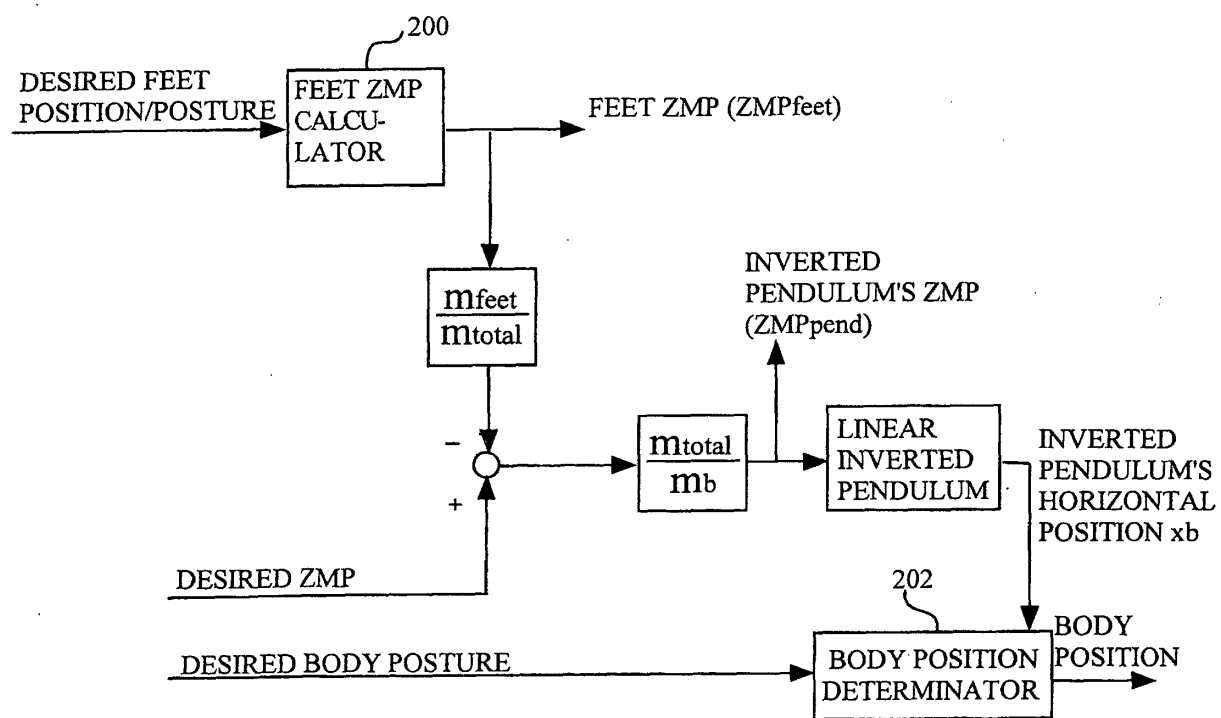 200
DESIRED FEET
POSITION/POSTURE
FEET ZMP
CALCU-
LATOR
FEET ZMP (ZMPfeet)
mfeet
mtotal
INVERTED
PENDULUM'S ZMP
(ZMPpend)
−
+
mtotal
mb
LINEAR
INVERTED
PENDULUM
INVERTED
PENDULUM'S
HORIZONTAL
POSITION xb
DESIRED ZMP
202
DESIRED BODY POSTURE
BODY POSITION
DETERMINATOR
BODY
POSITION